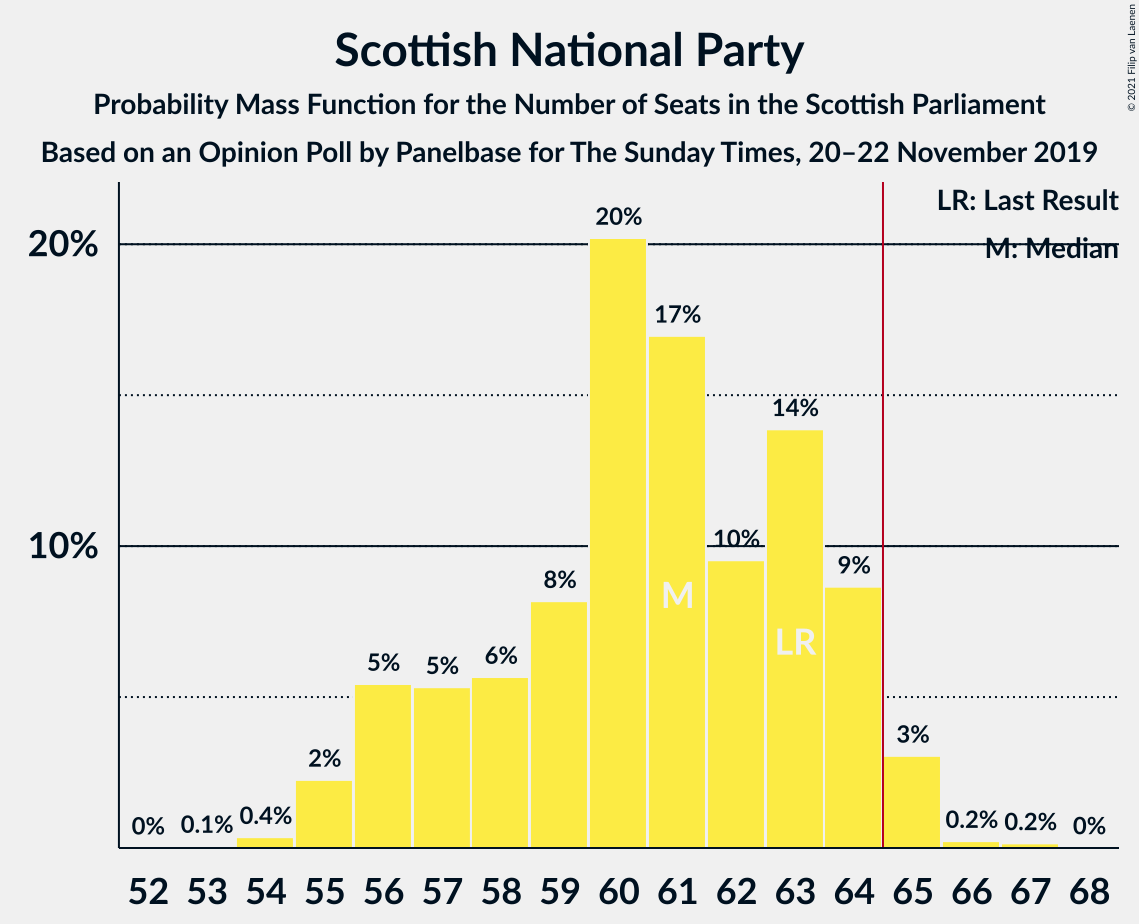 Scottish National Party
Probability Mass Function for the Number of Seats in the Scottish Parliament
Based on an Opinion Poll by Panelbase for The Sunday Times, 20–22 November 2019
© 2021 Filip van Laenen
LR: Last Result
M: Median
20%
10%
0% 0.1% 0.4% 2% 5% 5% 6% 8% 20% 17% 10% 14% 9% 3% 0.2% 0.2% 0%
M
LR
52 53 54 55 56 57 58 59 60 61 62 63 64 65 66 67 68